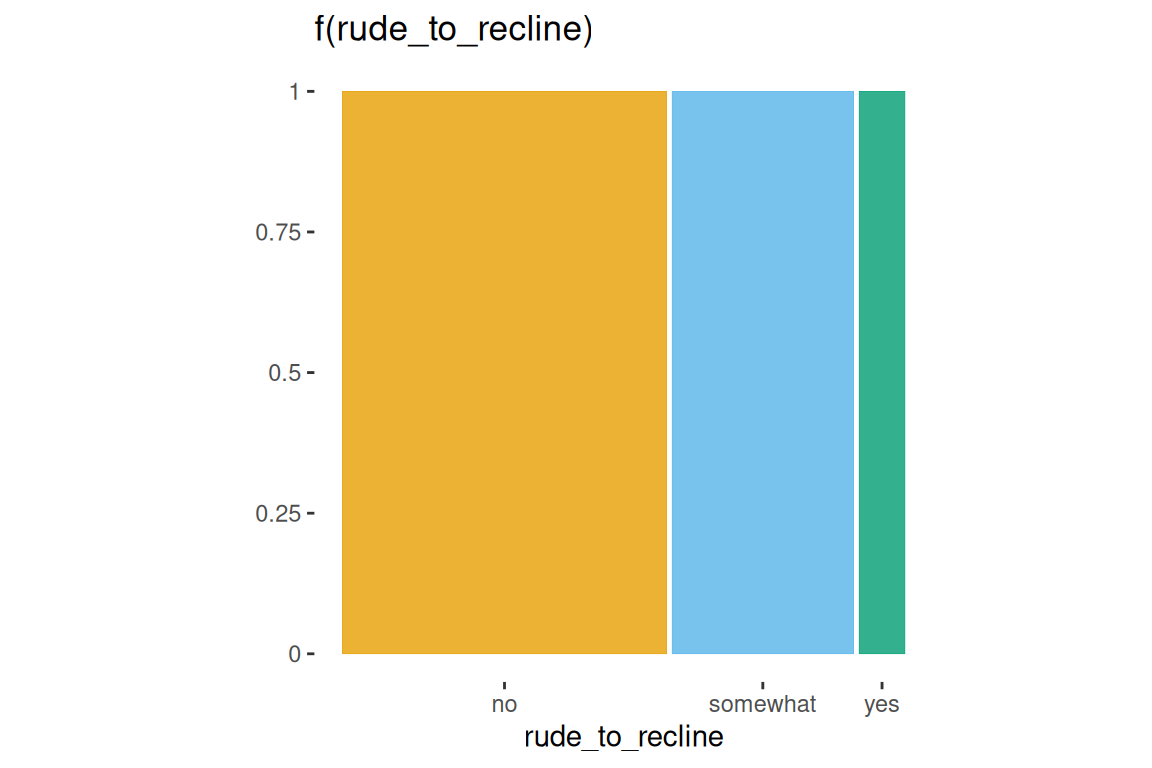 f(rude_to_recline)
1
0.75
0.5
0.25
0
no somewhat yes
rude_to_recline